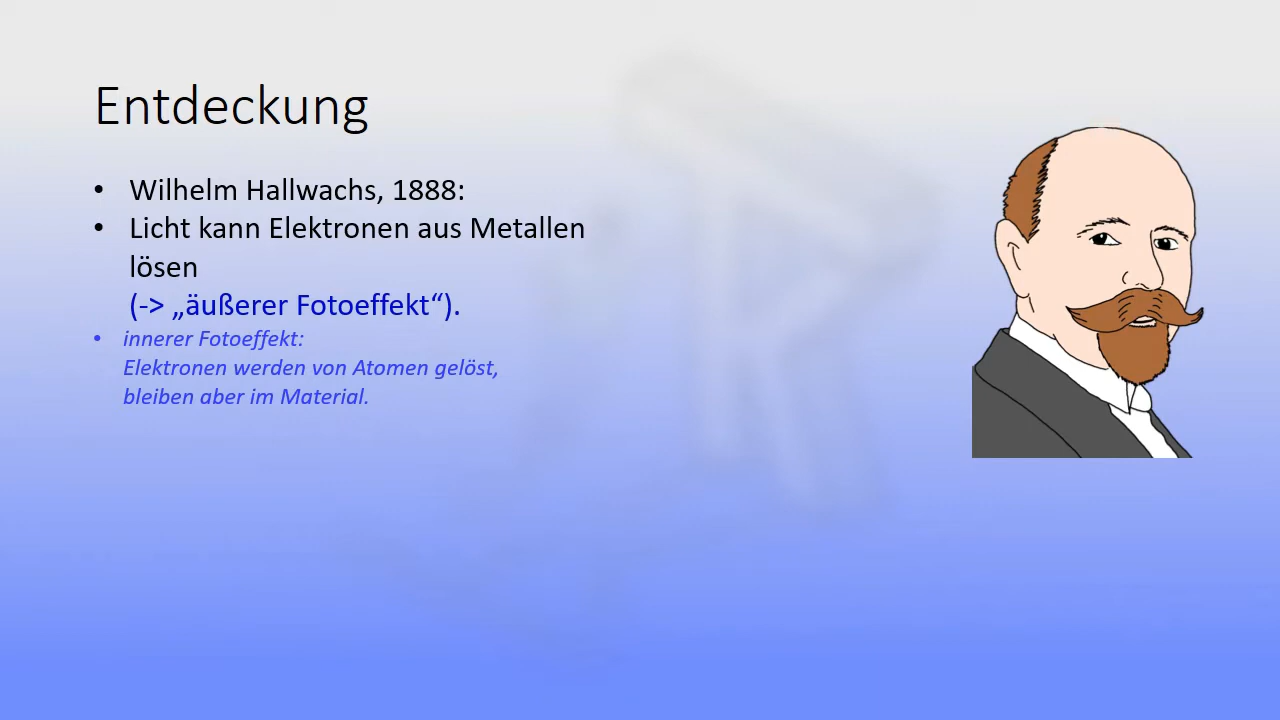 Entdeckung
• Wilhelm Hallwachs, 1888:
• Licht kann Elektronen aus Metallen
lösen
(-> „äußerer Fotoeffekt“).
• innerer Fotoeffekt:
Elektronen werden von Atomen gelöst,
bleiben aber im Material.